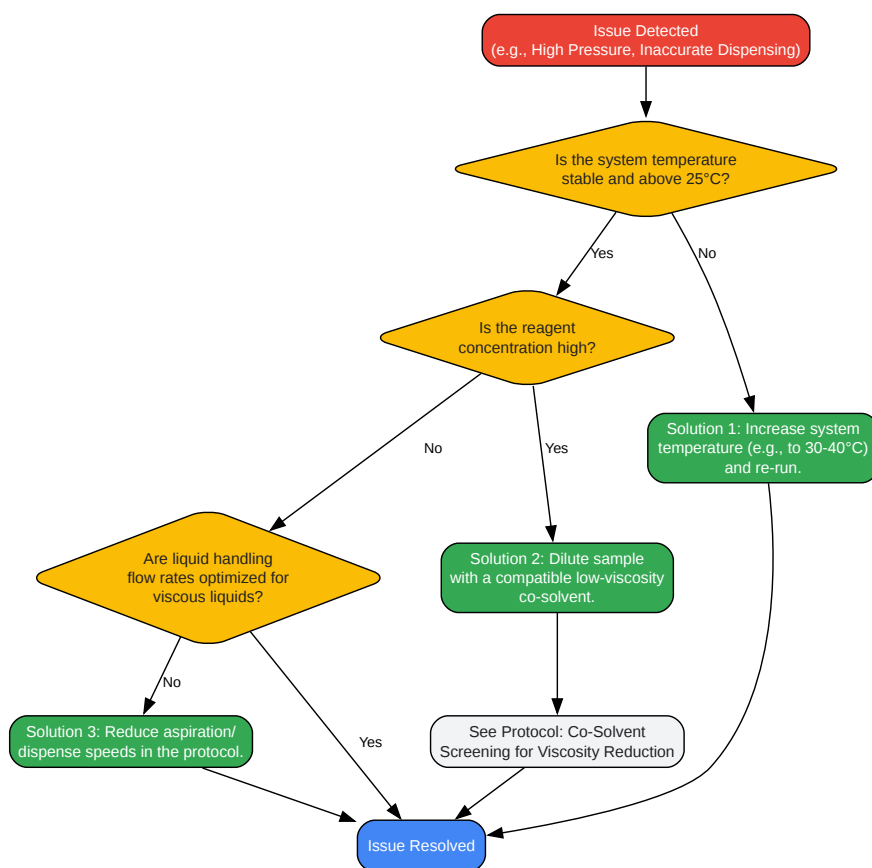 Issue Detected
(e.g., High Pressure, Inaccurate Dispensing)
Is the system temperature
stable and above 25°C?
Yes
No
Is the reagent
concentration high?
Solution 1: Increase system
temperature (e.g., to 30-40°C)
and re-run.
No
Yes
Are liquid handling
flow rates optimized for
viscous liquids?
Solution 2: Dilute sample
with a compatible low-viscosity
co-solvent.
No
Yes
Solution 3: Reduce aspiration/
dispense speeds in the protocol.
See Protocol: Co-Solvent
Screening for Viscosity Reduction
Issue Resolved